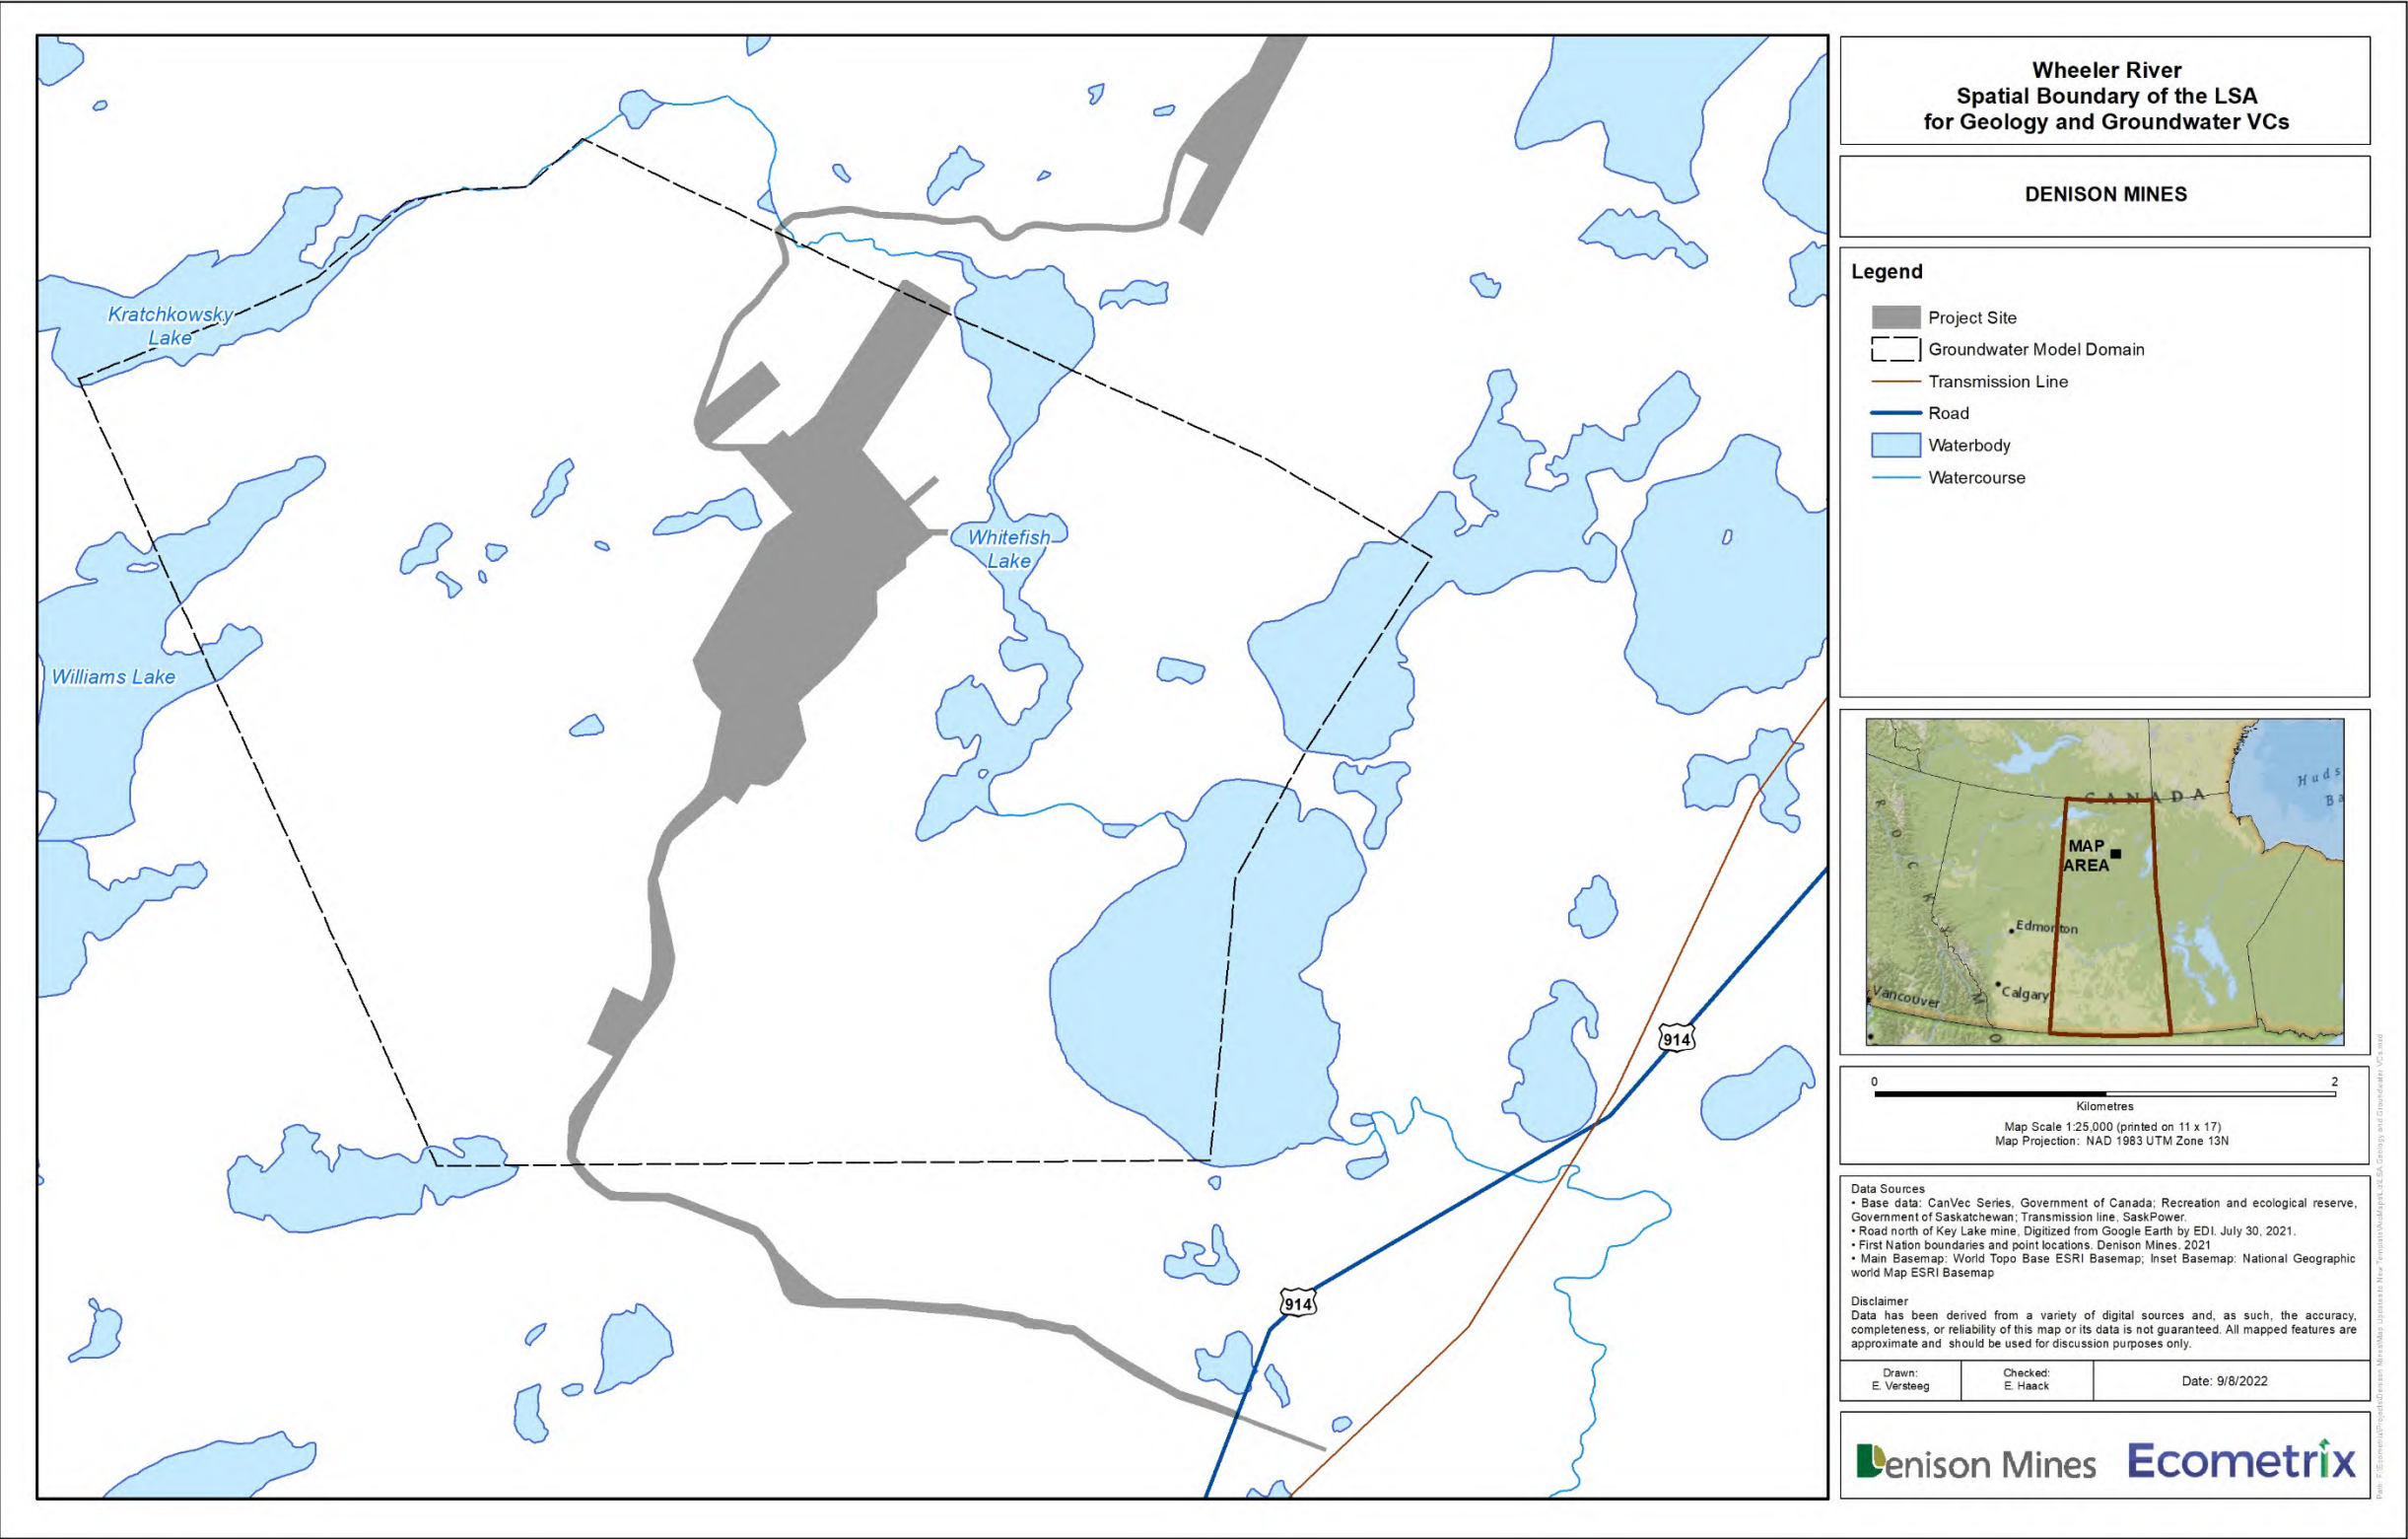 Kratchkowsky
Lake
Whitefish
Lake
Williams Lake
914
914
Wheeler River
Spatial Boundary of the LSA
for Geology and Groundwater VCs
DENISON MINES
Legend
Project Site
Groundwater Model Domain
Transmission Line
Road
Waterbody
Watercourse
Huds
Ba
CANADA
ROCKY MO
MAP
AREA
Edmonton
Calgary
Vancouver
0 2
Kilometres
Map Scale 1:25,000 (printed on 11 x 17)
Map Projection: NAD 1983 UTM Zone 13N
Data Sources
• Base data: CanVec Series, Government of Canada; Recreation and ecological reserve,
Government of Saskatchewan; Transmission line, SaskPower.
• Road north of Key Lake mine, Digitized from Google Earth by EDI. July 30, 2021.
• First Nation boundaries and point locations. Denison Mines. 2021
• Main Basemap: World Topo Base ESRI Basemap; Inset Basemap: National Geographic
world Map ESRI Basemap
Disclaimer
Data has been derived from a variety of digital sources and, as such, the accuracy,
completeness, or reliability of this map or its data is not guaranteed. All mapped features are
approximate and should be used for discussion purposes only.
Drawn:
E. Versteeg
Checked:
E. Haack
Date: 9/8/2022
Denison Mines
Ecometrix